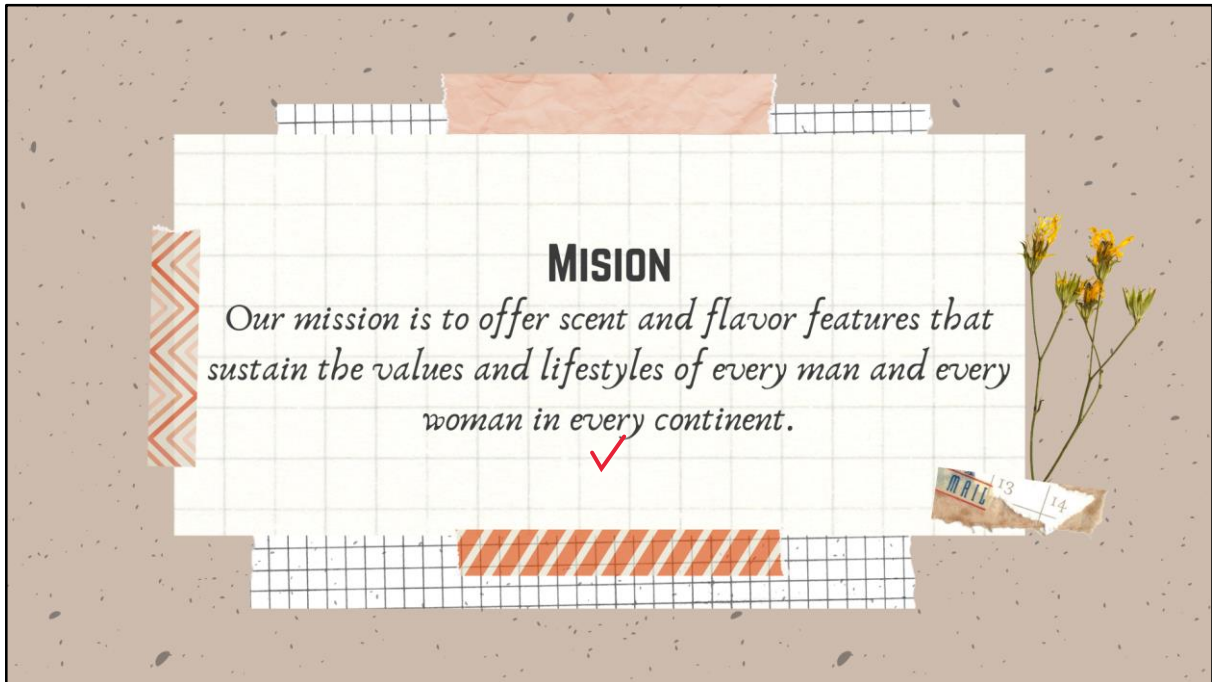 MISION
Our mission is to offer scent and flavor features that
sustain the values and lifestyles of every man and every
woman in every continent.
MAIL
13
14